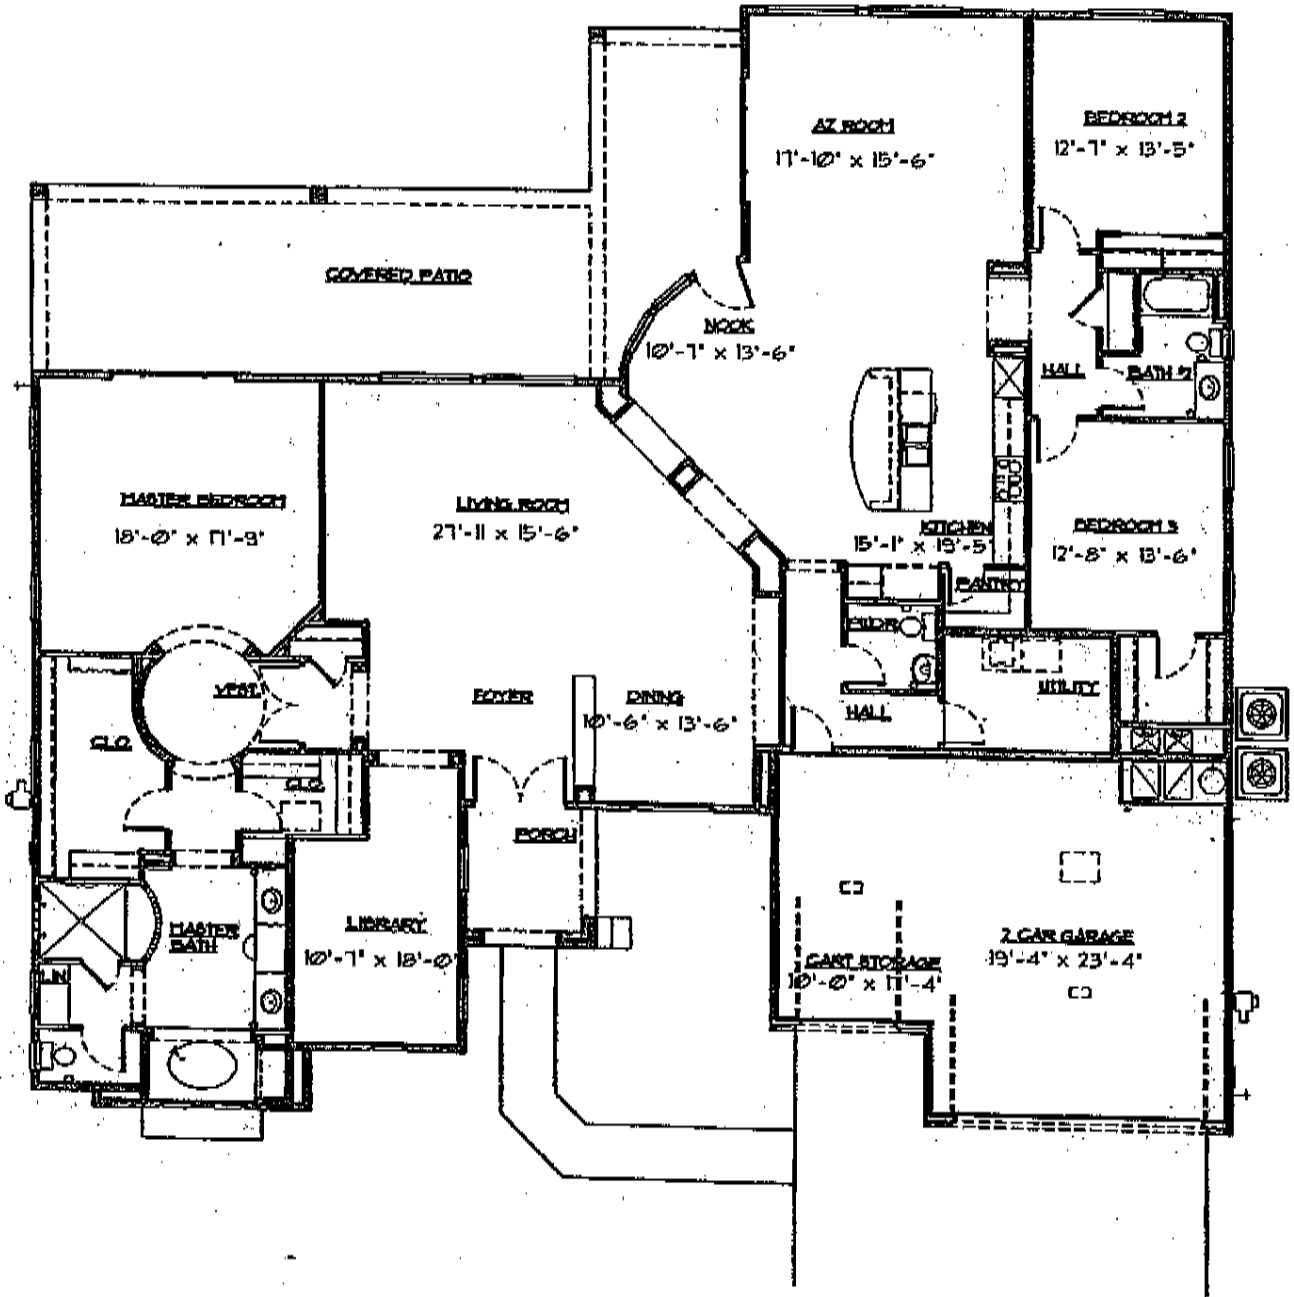 AZ ROOM
17'-10" x 15'-6"
BEDROOM 2
12'-7" x 13'-5"
COVERED PATIO
NOOK
10'-7" x 13'-6"
HALL
BATH #2
MASTER BEDROOM
18'-0" x 17'-9"
LIVING ROOM
27'-11 x 15'-6"
KITCHEN
15'-1" x 19'-5"
BEDROOM 3
12'-8" x 13'-6"
PANTRY
PWDR
VEST.
FOYER
DINING
10'-6" x 13'-6"
HALL
UTILITY
CLO.
CLO.
PORCH
MASTER
BATH
LIBRARY
10'-7" x 18'-0"
LIN
CART STORAGE
10'-0" x 17'-4"
2 CAR GARAGE
19'-4" x 23'-4"